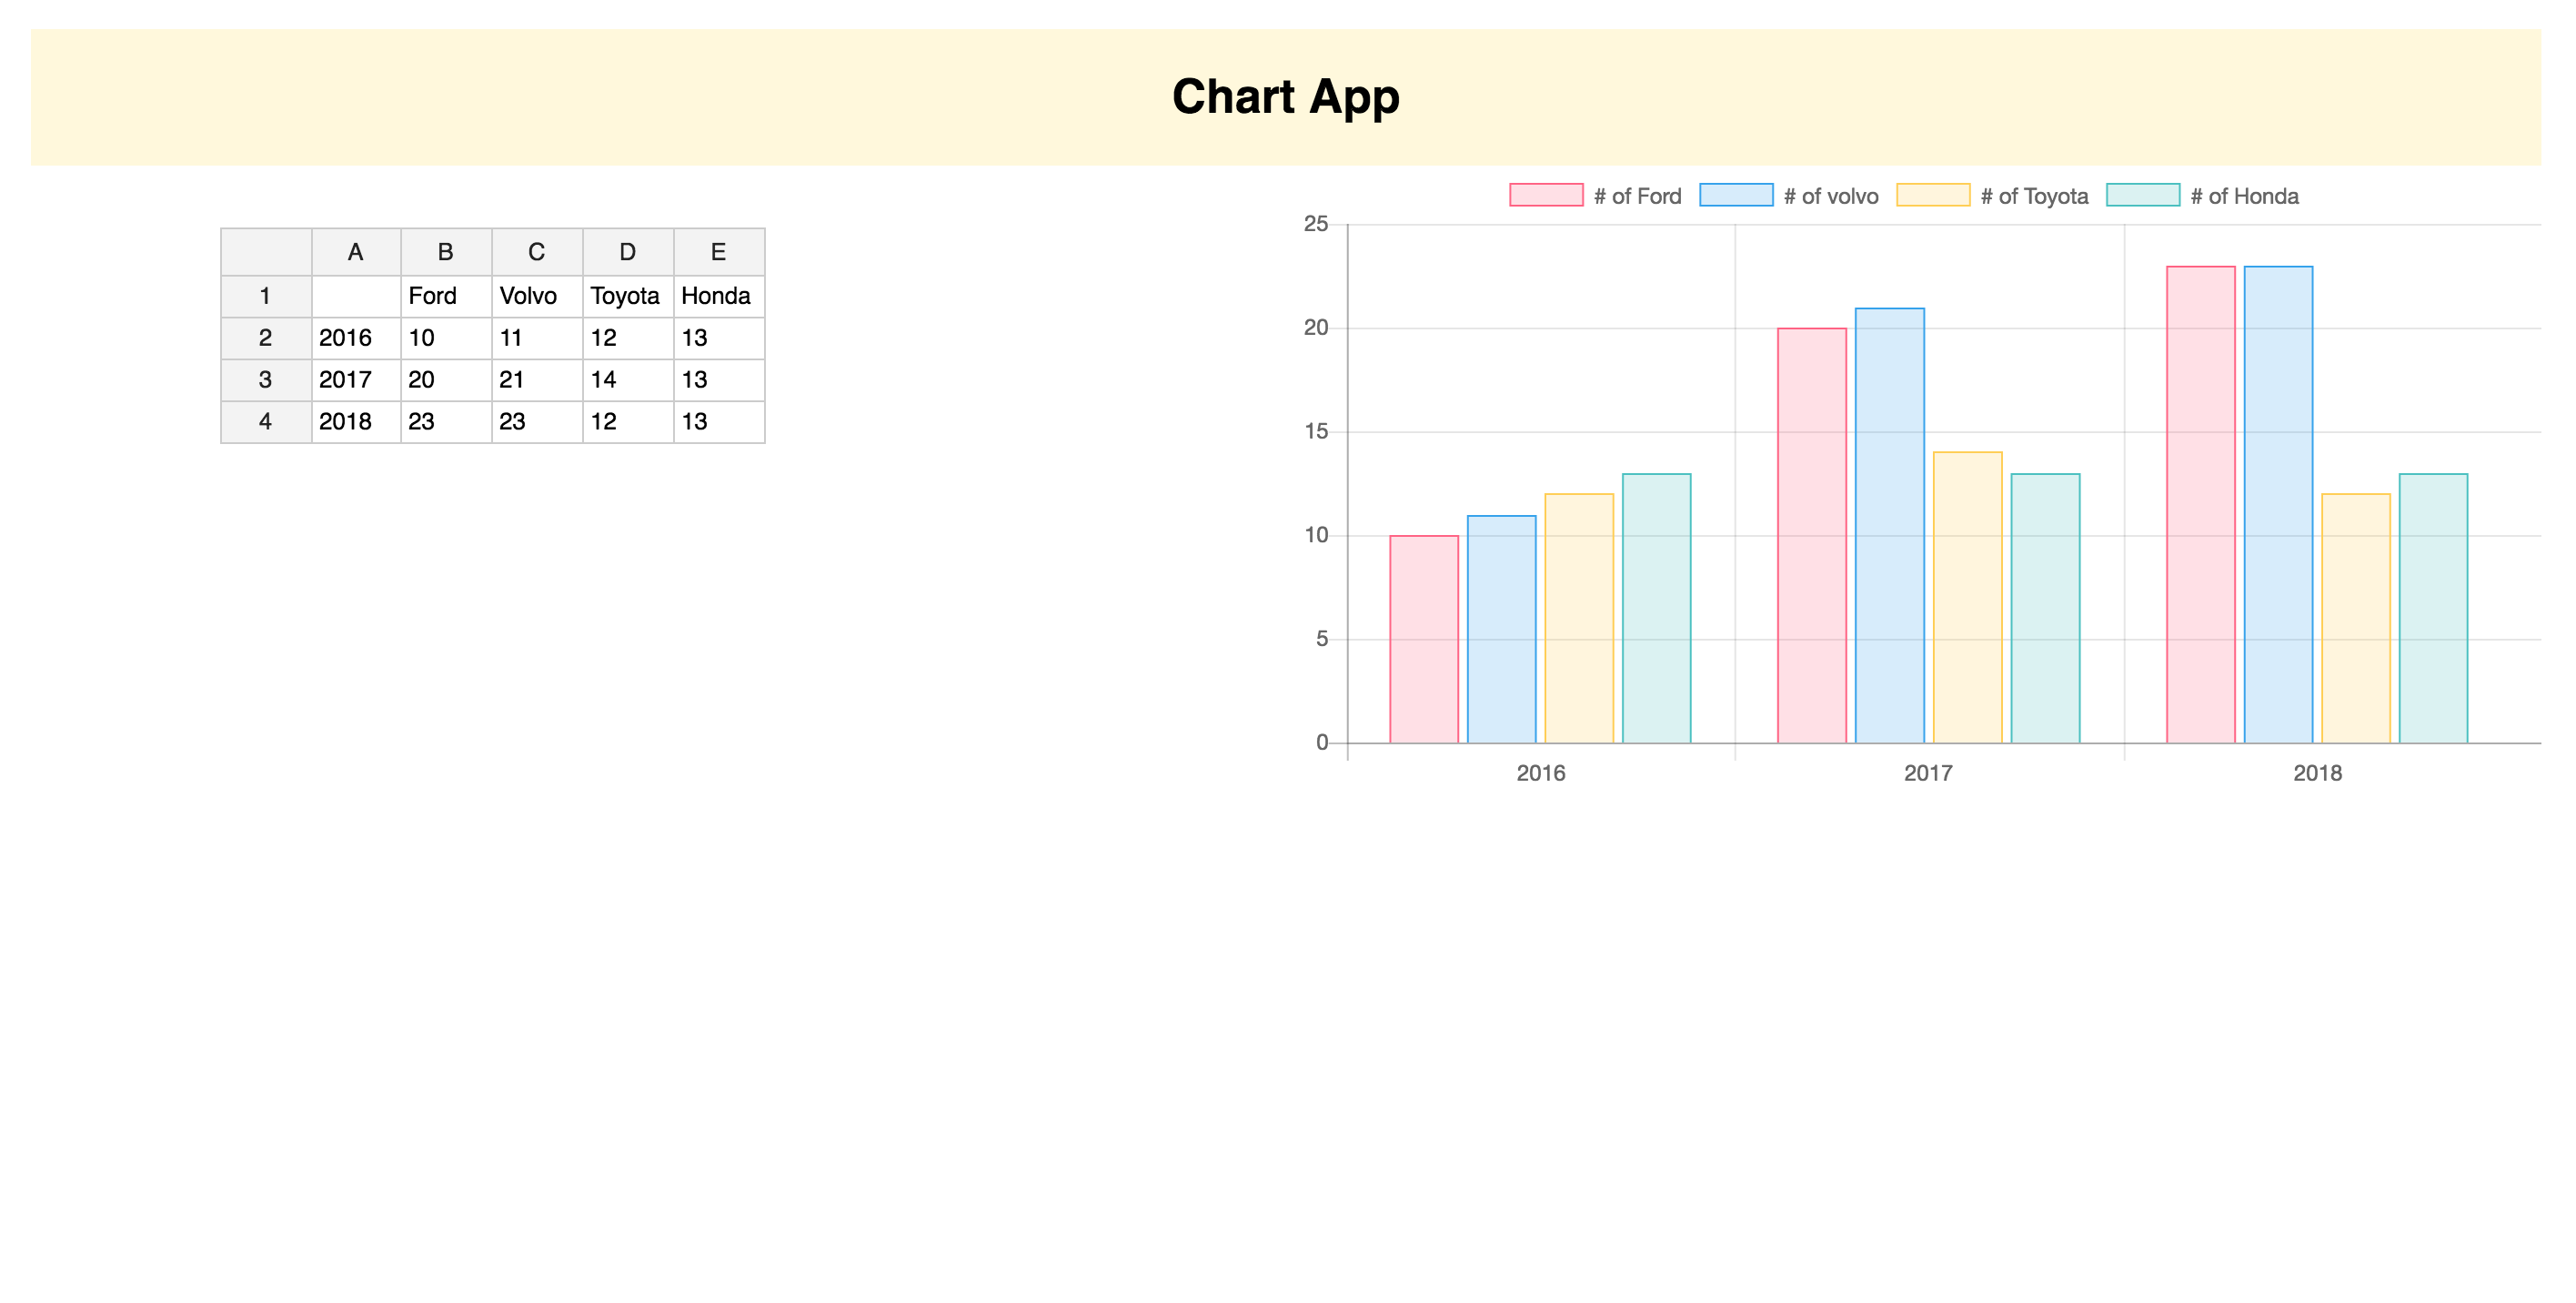 Chart App
A B C D E
1 Ford Volvo Toyota Honda
2 2016 10 11 12 13
3 2017 20 21 14 13
4 2018 23 23 12 13
# of Ford # of volvo # of Toyota # of Honda
25
20
15
10
5
0
2016 2017 2018